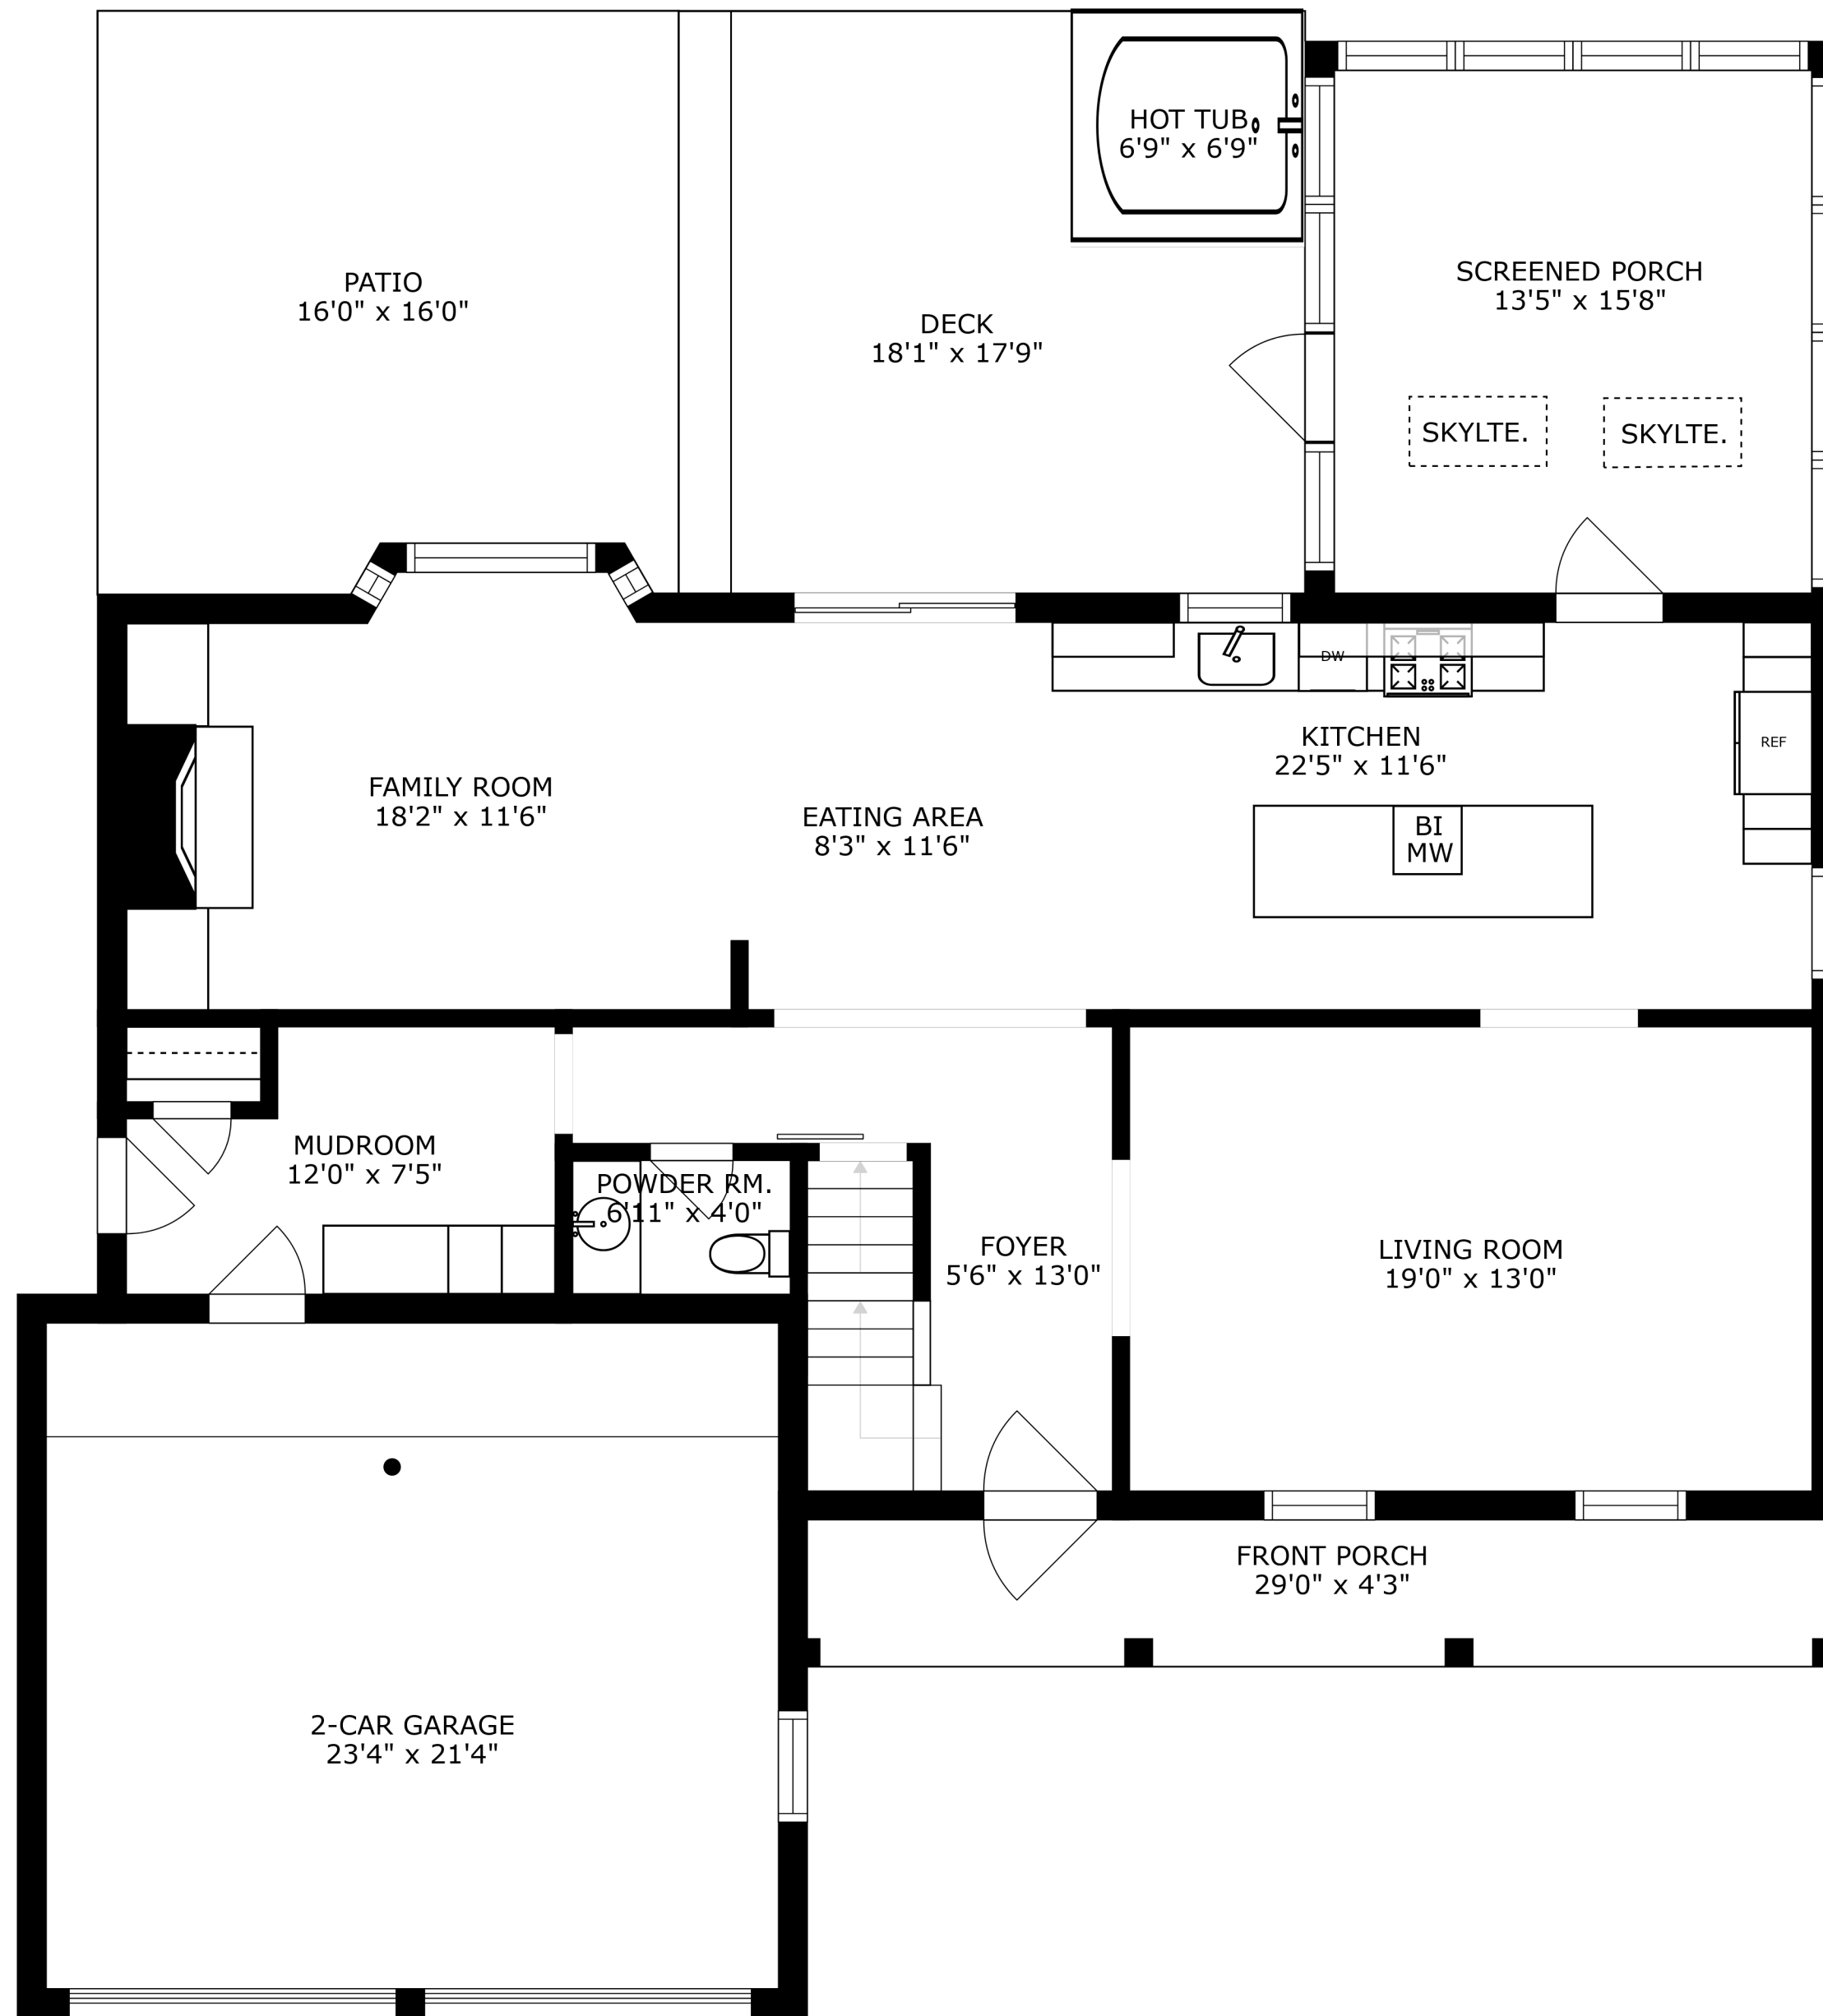 HOT TUB
6'9" x 6'9"
SCREENED PORCH
13'5" x 15'8"
PATIO
16'0" x 16'0"
DECK
18'1" x 17'9"
SKYLTE.
SKYLTE.
DW
KITCHEN
22'5" x 11'6"
REF
FAMILY ROOM
18'2" x 11'6"
EATING AREA
8'3" x 11'6"
BI
MW
MUDROOM
12'0" x 7'5"
POWDER RM.
6'11" x 4'0"
FOYER
5'6" x 13'0"
LIVING ROOM
19'0" x 13'0"
FRONT PORCH
29'0" x 4'3"
2-CAR GARAGE
23'4" x 21'4"